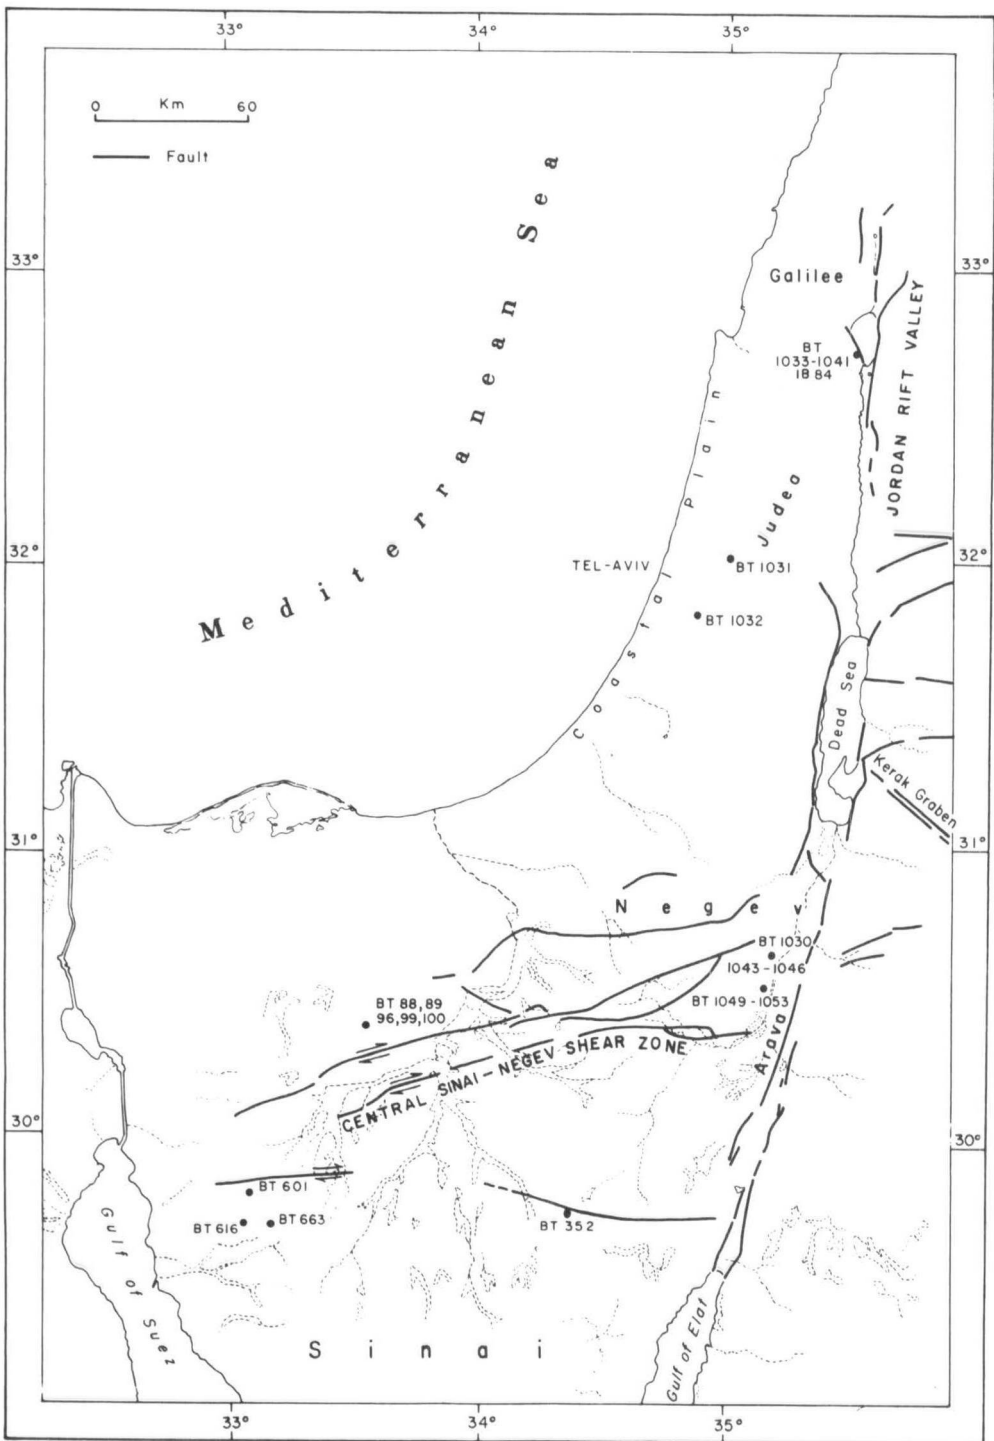 33° 34° 35°
0 Km 60
Fault
Mediterranean Sea
33° 33°
Galilee
JORDAN RIFT VALLEY
BT
1033-1041
IB 84
Coastal Plain
Judea
32° 32°
TEL-AVIV
BT 1031
BT 1032
Dead Sea
Kerak Graben
31° 31°
Negev
BT 1030
1043-1046
BT 88,89
96,99,100
BT 1049-1053
Arava
CENTRAL SINAI-NEGEV SHEAR ZONE
30° 30°
BT 601
BT 616
BT 663
BT 352
Gulf of Suez
Sinai
Gulf of Elat
33° 34° 35°